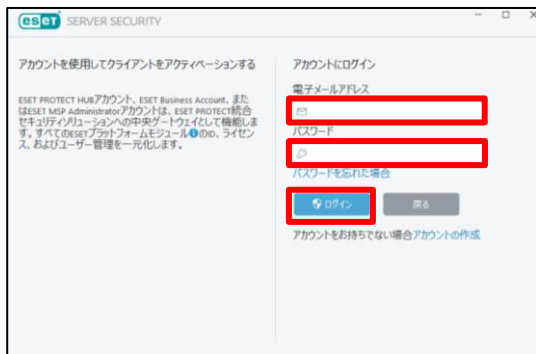 eset SERVER SECURITY
アカウントを使用してクライアントをアクティベーションする
ESET PROTECT HUBアカウント、ESET Business Account、また
はESET MSP Administratorアカウントは、ESET PROTECT統合
セキュリティソリューションへの中央ゲートウェイとして機能しま
す。すべてのESETプラットフォームモジュールのID、ライセン
ス、およびユーザー管理を一元化します。
アカウントにログイン
電子メールアドレス
パスワード
パスワードを忘れた場合
ログイン
戻る
アカウントをお持ちでない場合アカウントの作成